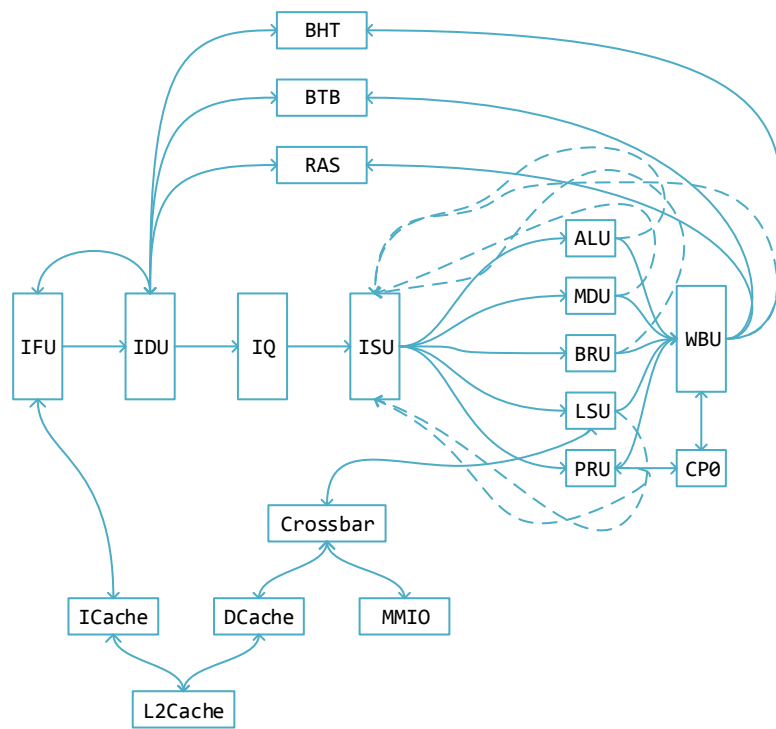 BHT
BTB
RAS
ALU
MDU
IFU
IDU
IQ
ISU
BRU
WBU
LSU
PRU
CP0
Crossbar
ICache
DCache
MMIO
L2Cache